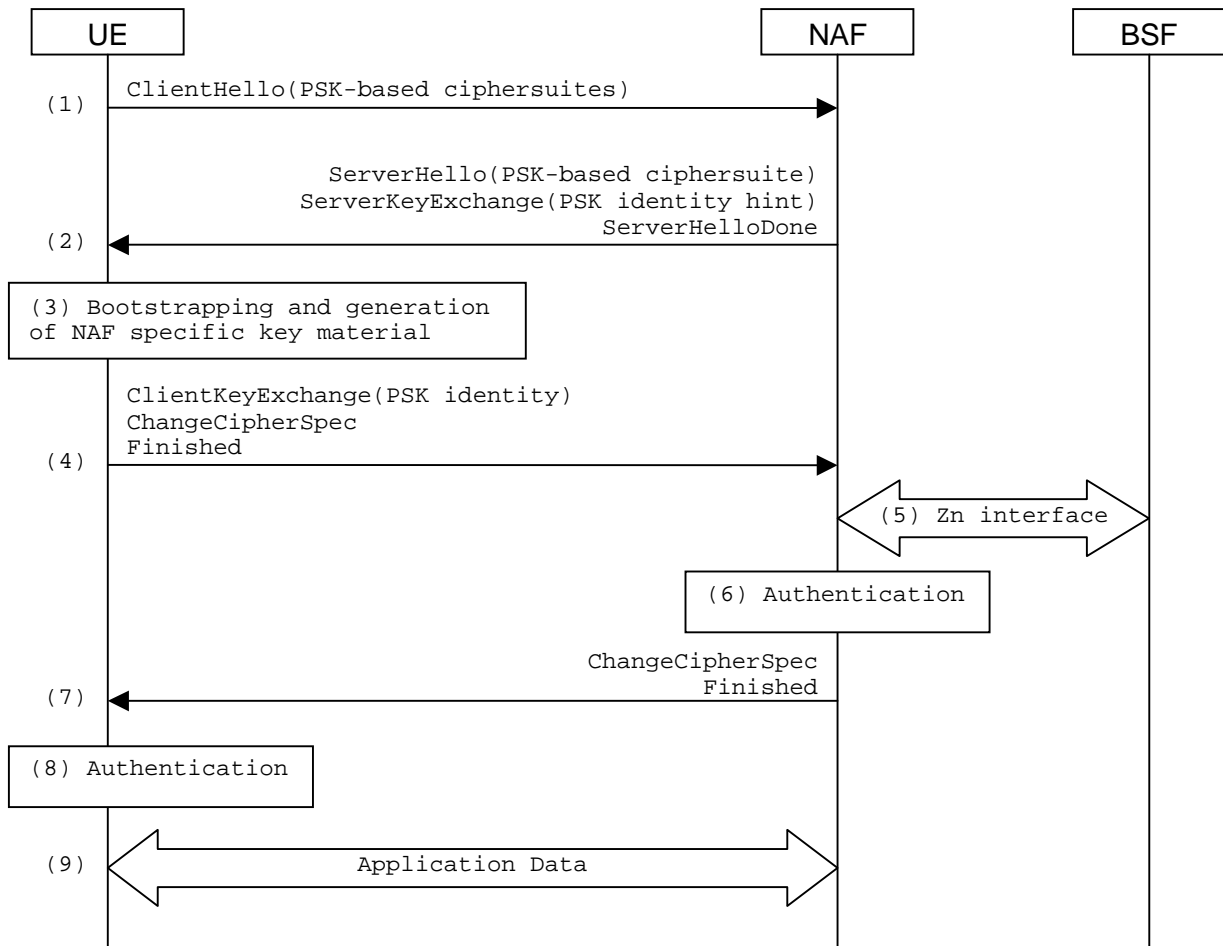 UE
NAF
BSF
(1)
ClientHello(PSK-based ciphersuites)
ServerHello(PSK-based ciphersuite)
ServerKeyExchange(PSK identity hint)
ServerHelloDone
(2)
(3) Bootstrapping and generation
of NAF specific key material
ClientKeyExchange(PSK identity)
ChangeCipherSpec
Finished
(4)
(5) Zn interface
(6) Authentication
ChangeCipherSpec
Finished
(7)
(8) Authentication
(9)
Application Data